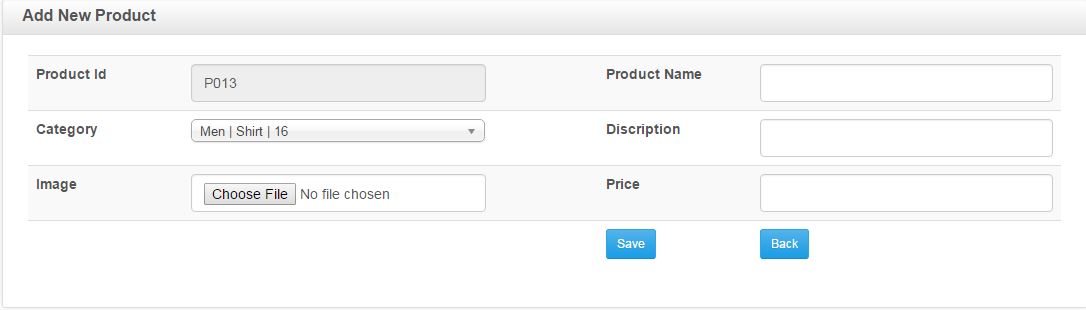 Add New Product
Product Id P013 Product Name
Category Men | Shirt | 16 Discription
Image Choose File No file chosen Price
Save Back